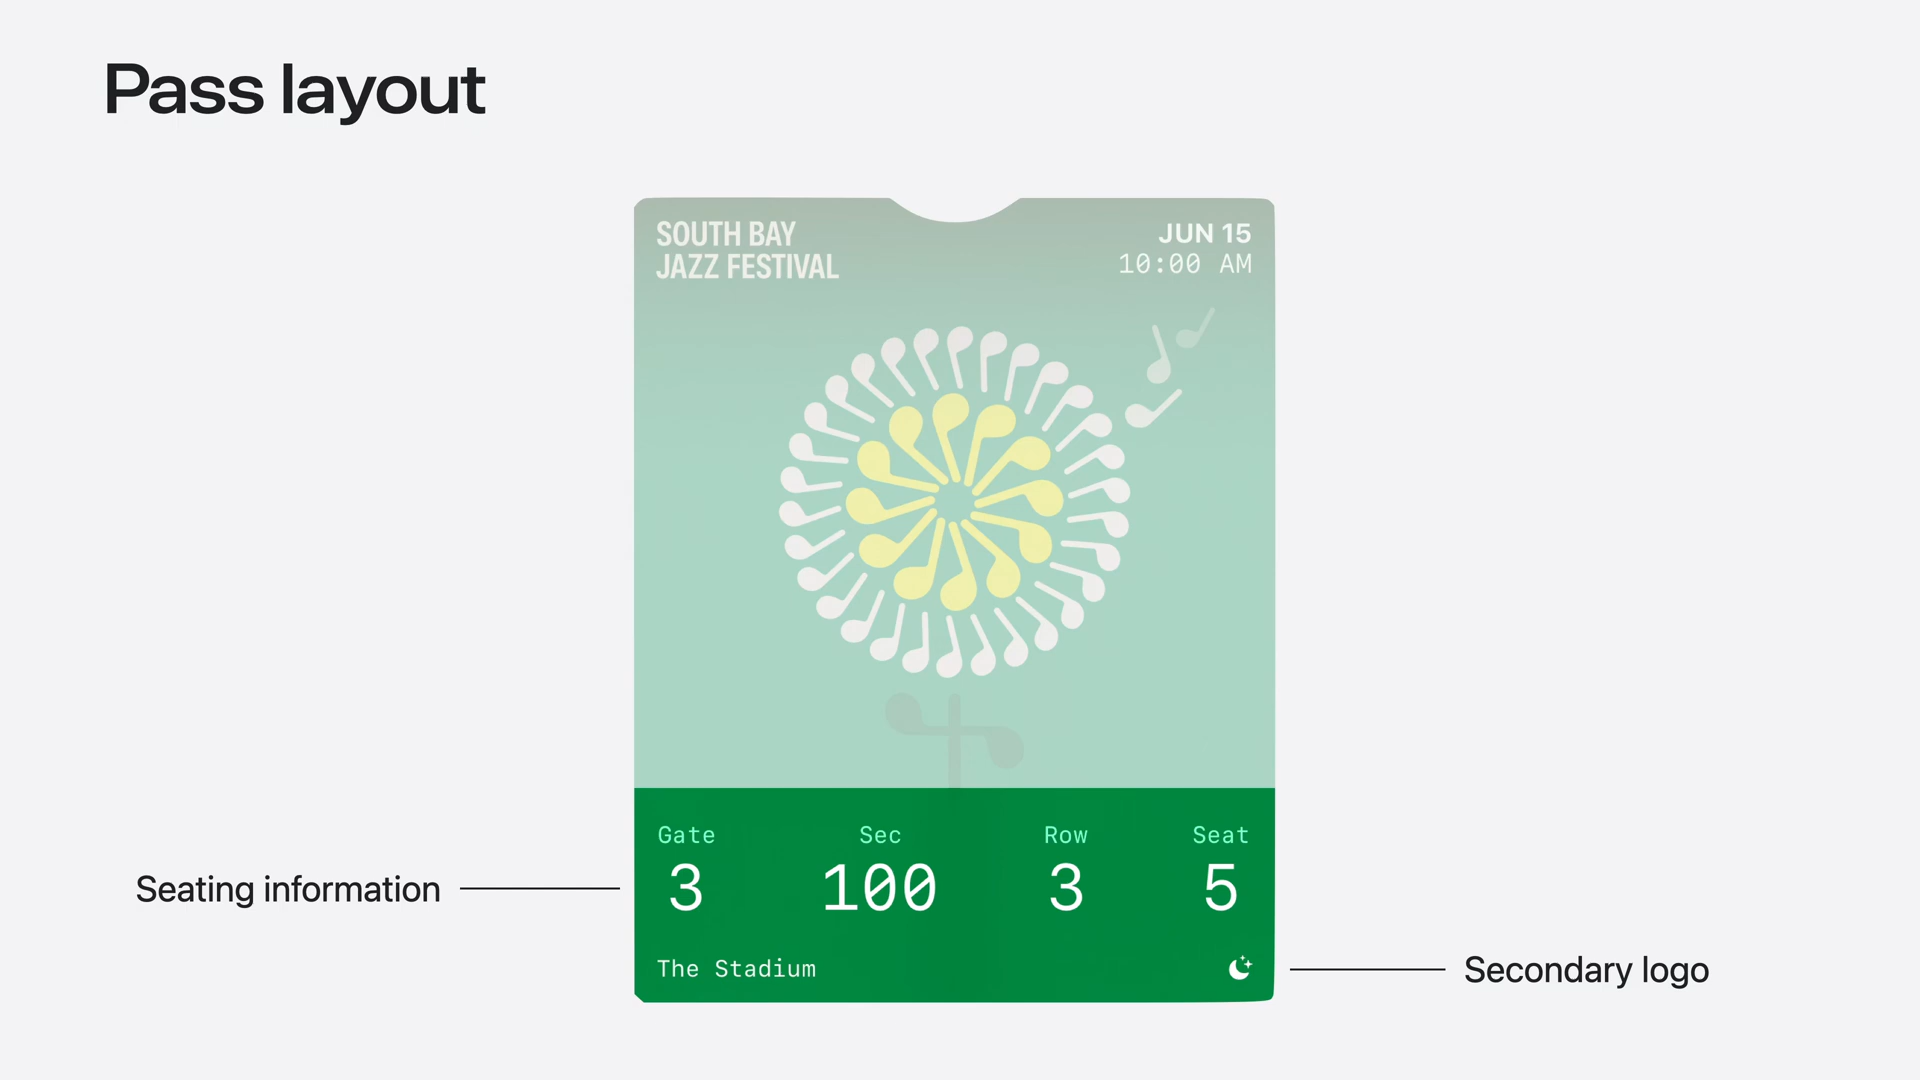 Pass layout
SOUTH BAY
JAZZ FESTIVAL
JUN 15
10:00 AM
Gate
Sec
Row
Seat
3
100
3
5
The Stadium
Seating information
Secondary logo